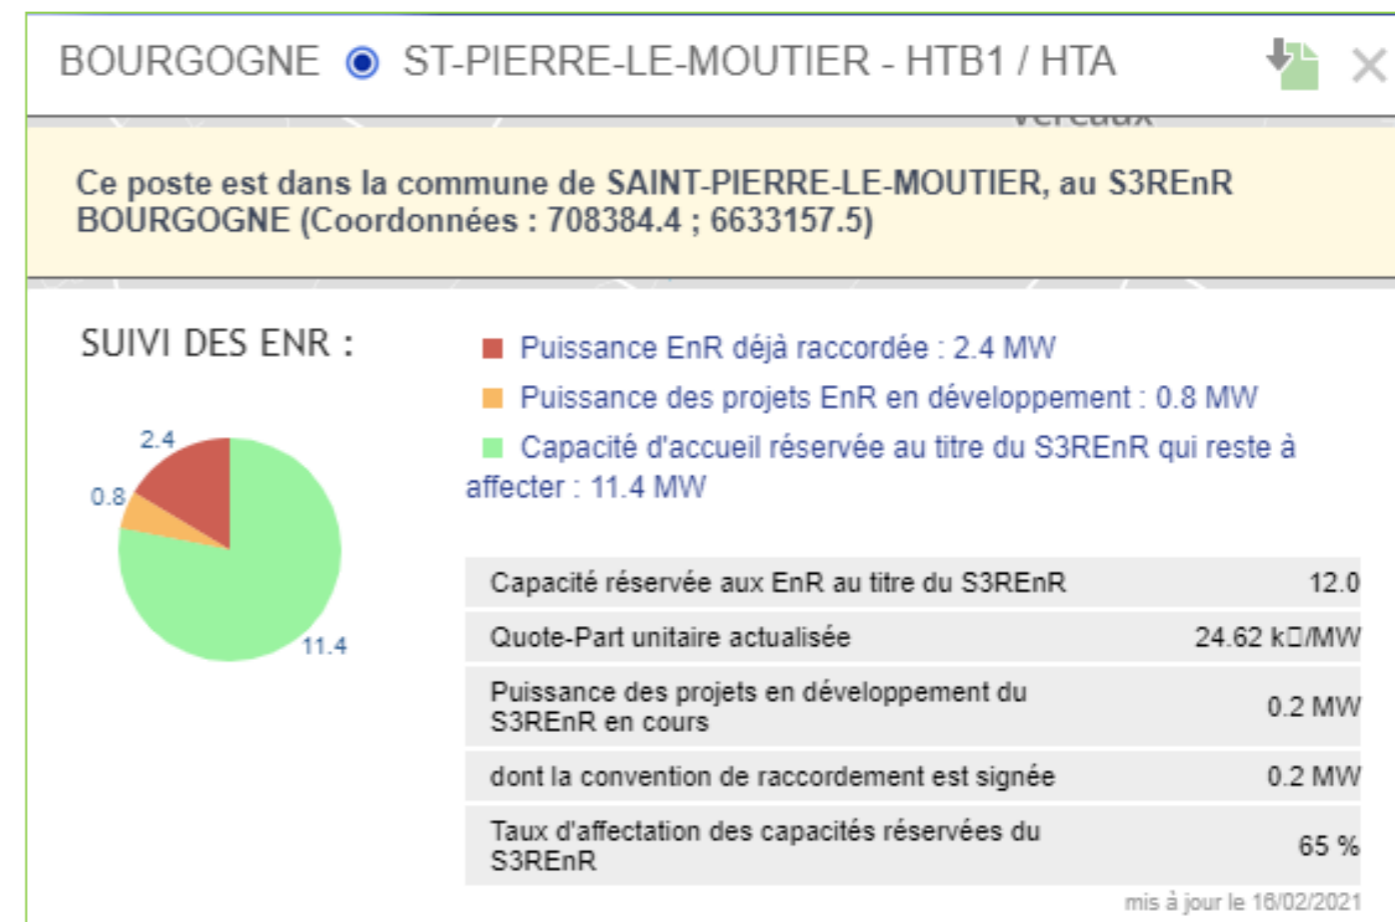 BOURGOGNE ST-PIERRE-LE-MOUTIER - HTB1 / HTA
Ce poste est dans la commune de SAINT-PIERRE-LE-MOUTIER, au S3REnR
BOURGOGNE (Coordonnées : 708384.4 ; 6633157.5)
SUIVI DES ENR :
2.4
0.8
11.4
Puissance EnR déjà raccordée : 2.4 MW
Puissance des projets EnR en développement : 0.8 MW
Capacité d'accueil réservée au titre du S3REnR qui reste à
affecter : 11.4 MW
Capacité réservée aux EnR au titre du S3REnR 12.0
Quote-Part unitaire actualisée 24.62 k□/MW
Puissance des projets en développement du
S3REnR en cours 0.2 MW
dont la convention de raccordement est signée 0.2 MW
Taux d'affectation des capacités réservées du
S3REnR 65 %
mis à jour le 16/02/2021